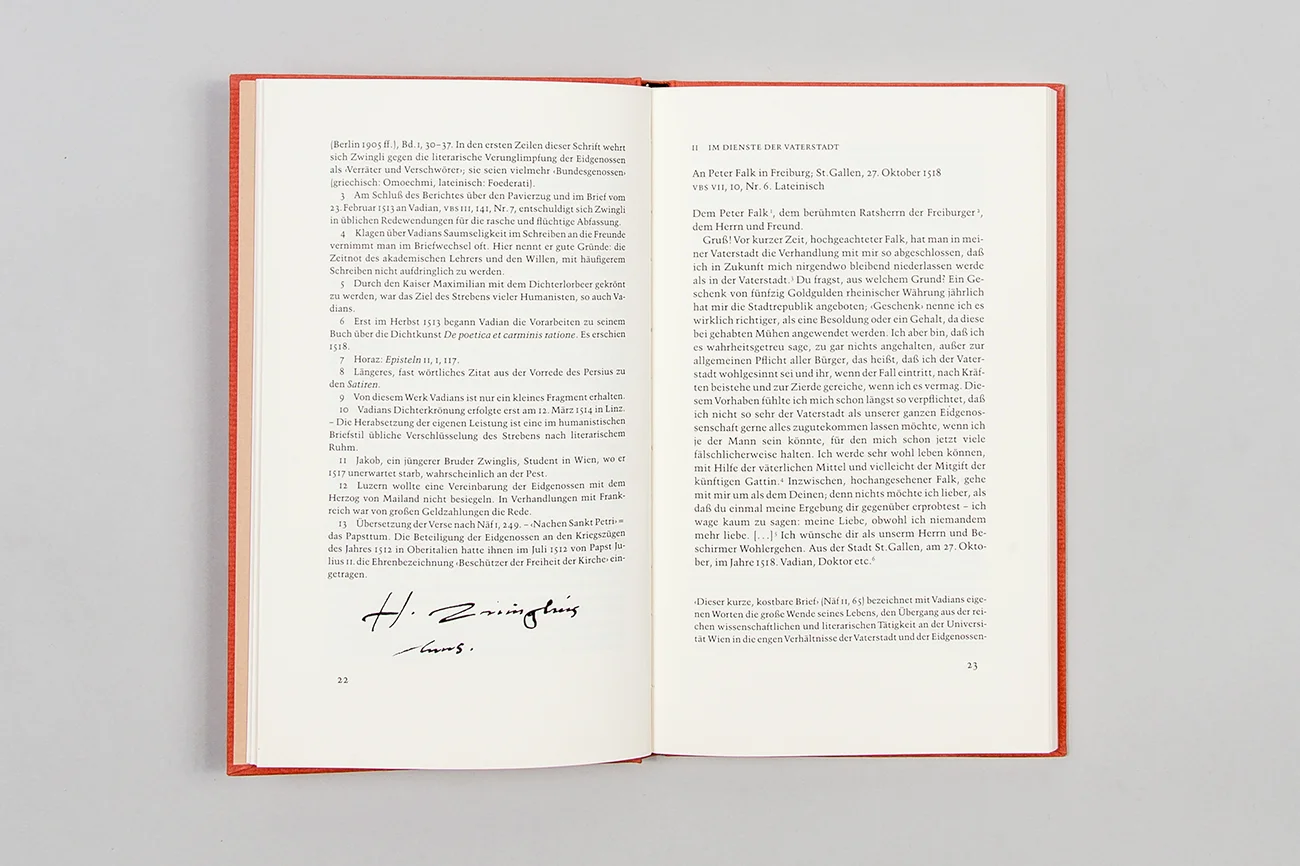 (Berlin 1905 ff.), Bd. 1, 30–37. In den ersten Zeilen dieser Schrift wehrt
sich Zwingli gegen die literarische Verunglimpfung der Eidgenossen
als ‹Verräter und Verschwörer›; sie seien vielmehr ‹Bundesgenossen›
(griechisch: Omoechmi, lateinisch: Foederati).
3 Am Schluß des Berichtes über den Pavierzug und im Brief vom
23. Februar 1513 an Vadian, VBS III, 141, Nr. 7, entschuldigt sich Zwingli
in üblichen Redewendungen für die rasche und flüchtige Abfassung.
4 Klagen über Vadians Saumseligkeit im Schreiben an die Freunde
vernimmt man im Briefwechsel oft. Hier nennt er gute Gründe: die
Zeitnot des akademischen Lehrers und den Willen, mit häufigerem
Schreiben nicht aufdringlich zu werden.
5 Durch den Kaiser Maximilian mit dem Dichterlorbeer gekrönt
zu werden, war das Ziel des Strebens vieler Humanisten, so auch Va-
dians.
6 Erst im Herbst 1513 begann Vadian die Vorarbeiten zu seinem
Buch über die Dichtkunst De poetica et carminis ratione. Es erschien
1518.
7 Horaz: Episteln II, 1, 117.
8 Längeres, fast wörtliches Zitat aus der Vorrede des Persius zu
den Satiren.
9 Von diesem Werk Vadians ist nur ein kleines Fragment erhalten.
10 Vadians Dichterkrönung erfolgte erst am 12. März 1514 in Linz.
– Die Herabsetzung der eigenen Leistung ist eine im humanistischen
Briefstil übliche Verschlüsselung des Strebens nach literarischem
Ruhm.
11 Jakob, ein jüngerer Bruder Zwinglis, Student in Wien, wo er
1517 unerwartet starb, wahrscheinlich an der Pest.
12 Luzern wollte eine Vereinbarung der Eidgenossen mit dem
Herzog von Mailand nicht besiegeln. In Verhandlungen mit Frank-
reich war von großen Geldzahlungen die Rede.
13 Übersetzung der Verse nach Näf I, 249. – ‹Nachen Sankt Petri› =
das Papsttum. Die Beteiligung der Eidgenossen an den Kriegszügen
des Jahres 1512 in Oberitalien hatte ihnen im Juli 1512 von Papst Ju-
lius II. die Ehrenbezeichnung ‹Beschützer der Freiheit der Kirche› ein-
getragen.
H. Zwinglius
22
II IM DIENSTE DER VATERSTADT
An Peter Falk in Freiburg; St. Gallen, 27. Oktober 1518
VBS VII, 10, Nr. 6. Lateinisch
Dem Peter Falk¹, dem berühmten Ratsherrn der Freiburger²,
dem Herrn und Freund.
Gruß! Vor kurzer Zeit, hochgeachteter Falk, hat man in mei-
ner Vaterstadt die Verhandlung mit mir so abgeschlossen, daß
ich in Zukunft mich nirgendwo bleibend niederlassen werde
als in der Vaterstadt.³ Du fragst, aus welchem Grund? Ein Ge-
schenk von fünfzig Goldgulden rheinischer Währung jährlich
hat mir die Stadtrepublik angeboten; ‹Geschenk› nenne ich es
wirklich richtiger, als eine Besoldung oder ein Gehalt, da diese
bei gehabten Mühen angewendet werden. Ich aber bin, daß ich
es wahrheitsgetreu sage, zu gar nichts angehalten, außer zur
allgemeinen Pflicht aller Bürger, das heißt, daß ich der Vater-
stadt wohlgesinnt sei und ihr, wenn der Fall eintritt, nach Kräf-
ten beistehe und zur Zierde gereiche, wenn ich es vermag. Die-
sem Vorhaben fühlte ich mich schon längst so verpflichtet, daß
ich nicht so sehr der Vaterstadt als unserer ganzen Eidgenos-
senschaft gerne alles zugutekommen lassen möchte, wenn ich
je der Mann sein könnte, für den mich schon jetzt viele
fälschlicherweise halten. Ich werde sehr wohl leben können,
mit Hilfe der väterlichen Mittel und vielleicht der Mitgift der
künftigen Gattin.⁴ Inzwischen, hochangesehener Falk, gehe
mit mir um als dem Deinen; denn nichts möchte ich lieber, als
daß du einmal meine Ergebung dir gegenüber erprobtest – ich
wage kaum zu sagen: meine Liebe, obwohl ich niemandem
mehr liebe. [...]⁵ Ich wünsche dir als unserm Herrn und Be-
schirmer Wohlergehen. Aus der Stadt St. Gallen, am 27. Okto-
ber, im Jahre 1518. Vadian, Doktor etc.⁶
‹Dieser kurze, kostbare Brief› (Näf II, 65) bezeichnet mit Vadians eige-
nen Worten die große Wende seines Lebens, den Übergang aus der rei-
chen wissenschaftlichen und literarischen Tätigkeit an der Universi-
tät Wien in die engen Verhältnisse der Vaterstadt und der Eidgenossen-
23